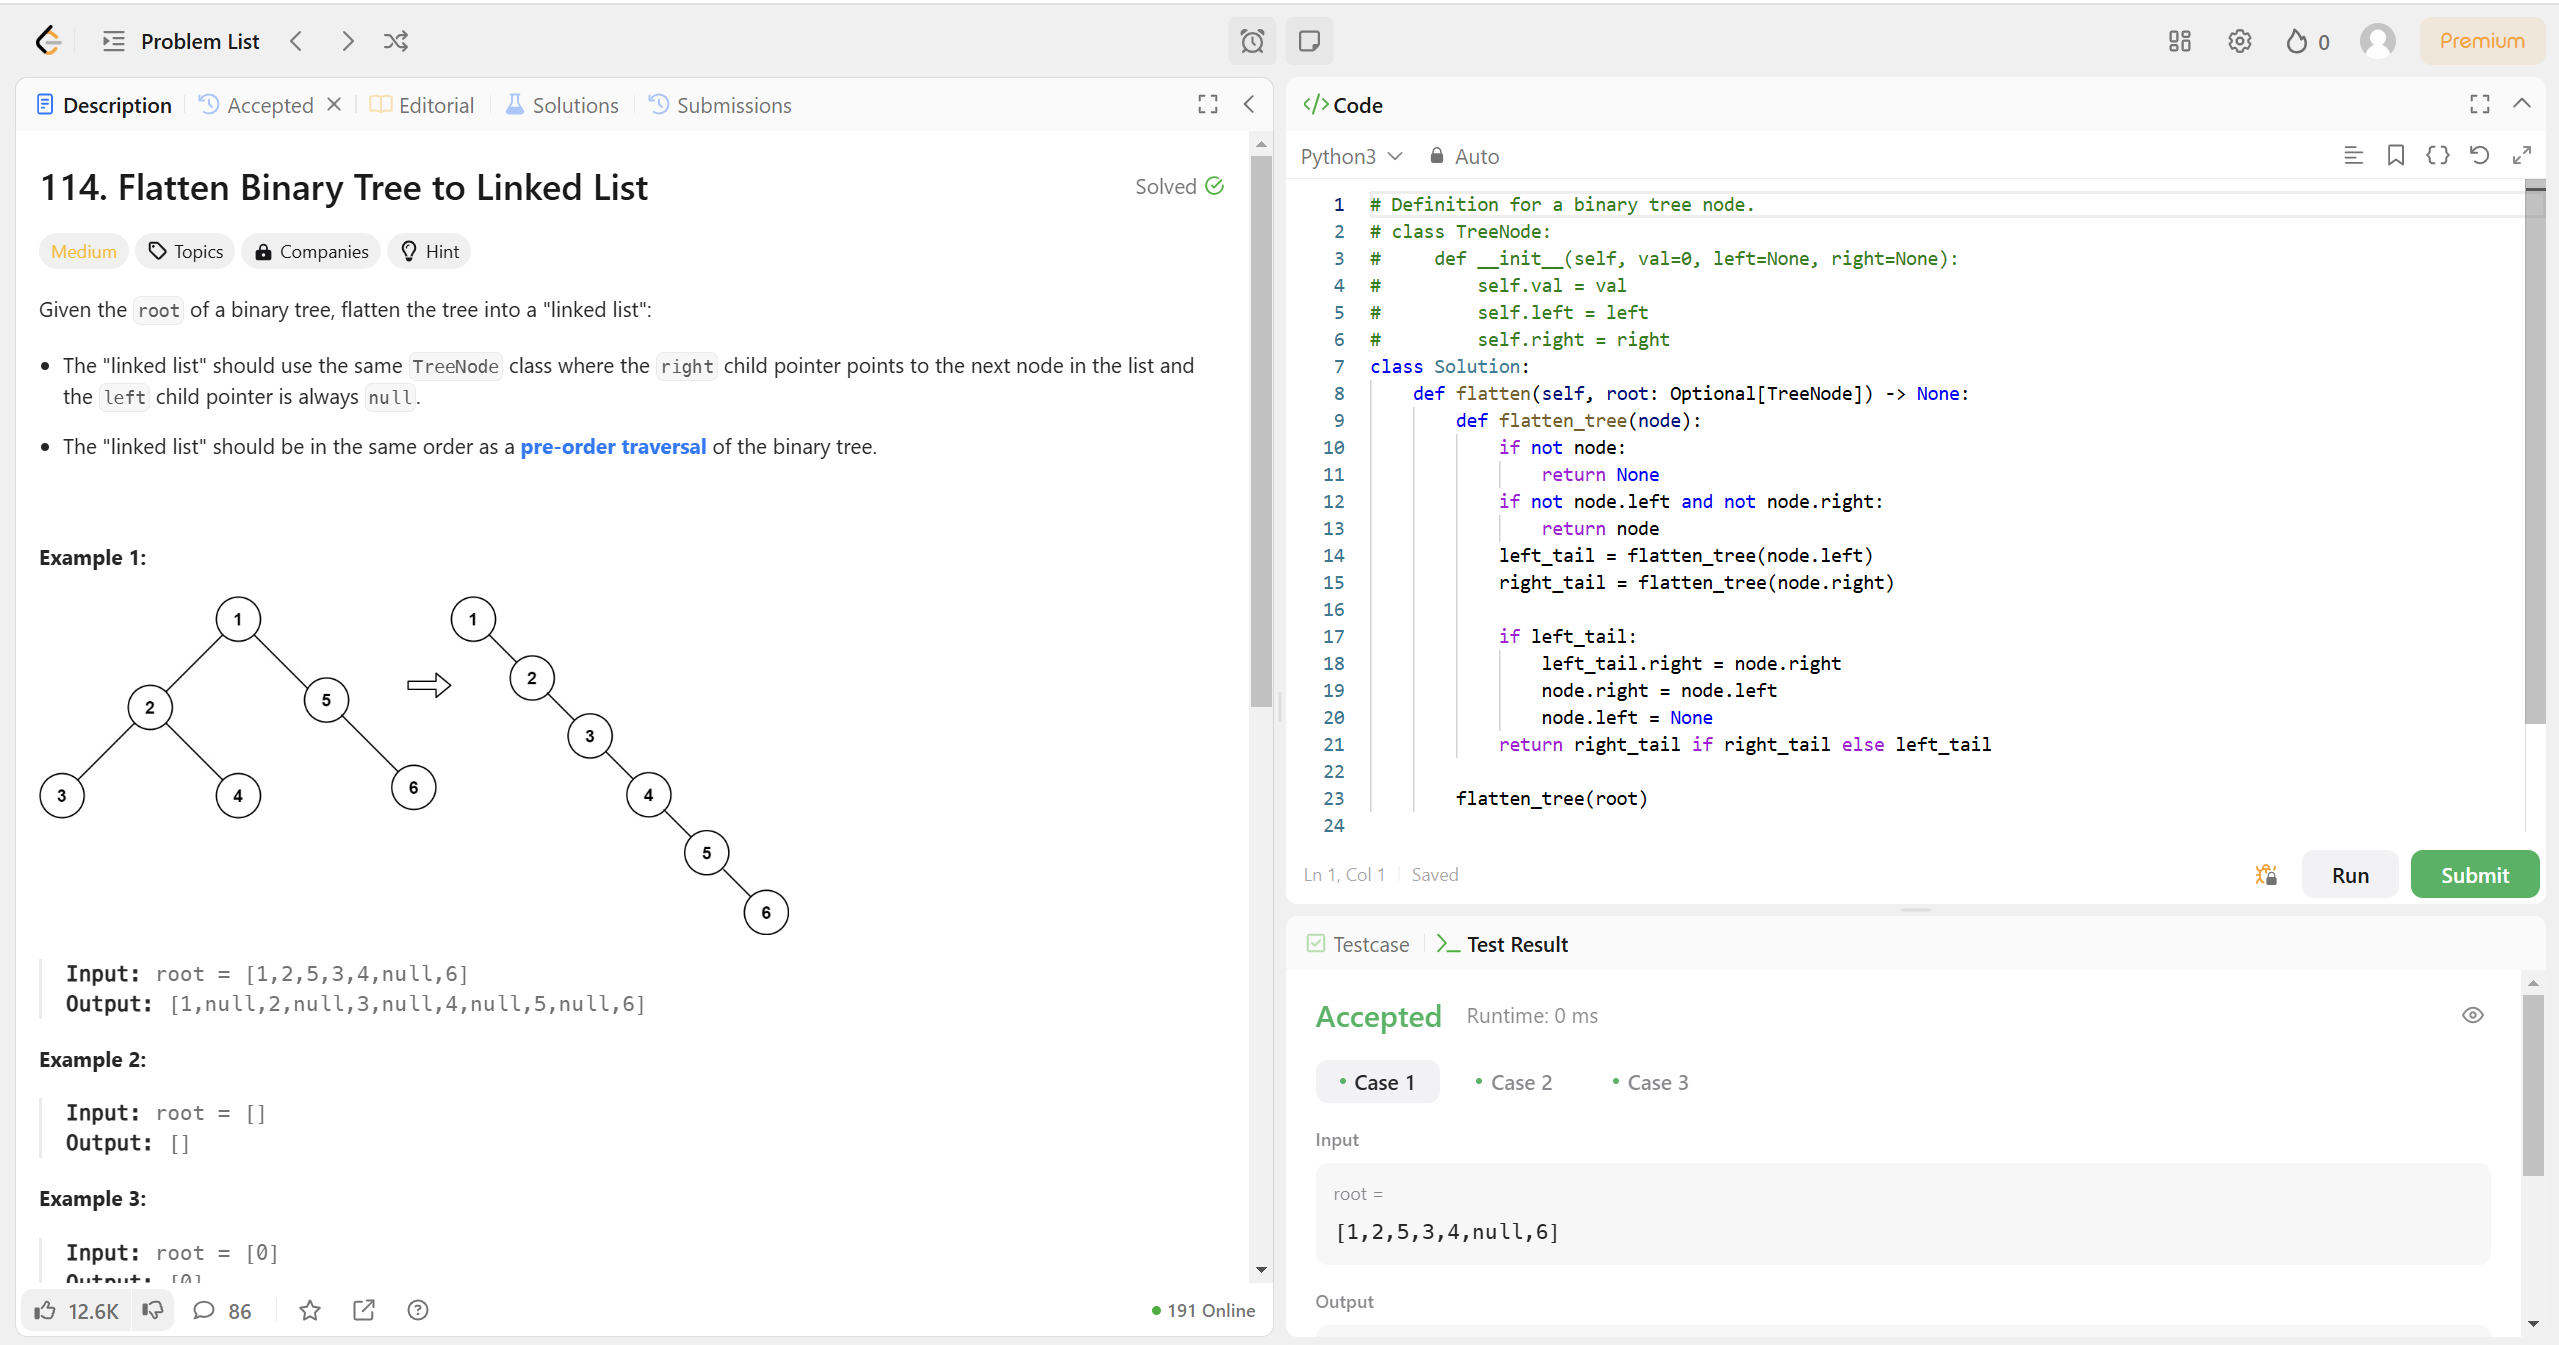 Problem List
0
Premium
Description
Accepted
Editorial
Solutions
Submissions
114. Flatten Binary Tree to Linked List
Solved
Medium
Topics
Companies
Hint
Given the root of a binary tree, flatten the tree into a "linked list":
• The "linked list" should use the same TreeNode class where the right child pointer points to the next node in the list and
the left child pointer is always null.
• The "linked list" should be in the same order as a pre-order traversal of the binary tree.
Example 1:
1
2
5
3
4
6
1
2
3
4
5
6
Input: root = [1,2,5,3,4,null,6]
Output: [1,null,2,null,3,null,4,null,5,null,6]
Example 2:
Input: root = []
Output: []
Example 3:
Input: root = [0]
Output: [0]
12.6K
86
191 Online
</> Code
Python3
Auto
1 # Definition for a binary tree node.
2 # class TreeNode:
3 #     def __init__(self, val=0, left=None, right=None):
4 #         self.val = val
5 #         self.left = left
6 #         self.right = right
7 class Solution:
8     def flatten(self, root: Optional[TreeNode]) -> None:
9         def flatten_tree(node):
10             if not node:
11                 return None
12             if not node.left and not node.right:
13                 return node
14             left_tail = flatten_tree(node.left)
15             right_tail = flatten_tree(node.right)
16
17             if left_tail:
18                 left_tail.right = node.right
19                 node.right = node.left
20                 node.left = None
21             return right_tail if right_tail else left_tail
22
23         flatten_tree(root)
24
Ln 1, Col 1
Saved
Run
Submit
Testcase
Test Result
Accepted
Runtime: 0 ms
• Case 1
• Case 2
• Case 3
Input
root =
[1,2,5,3,4,null,6]
Output